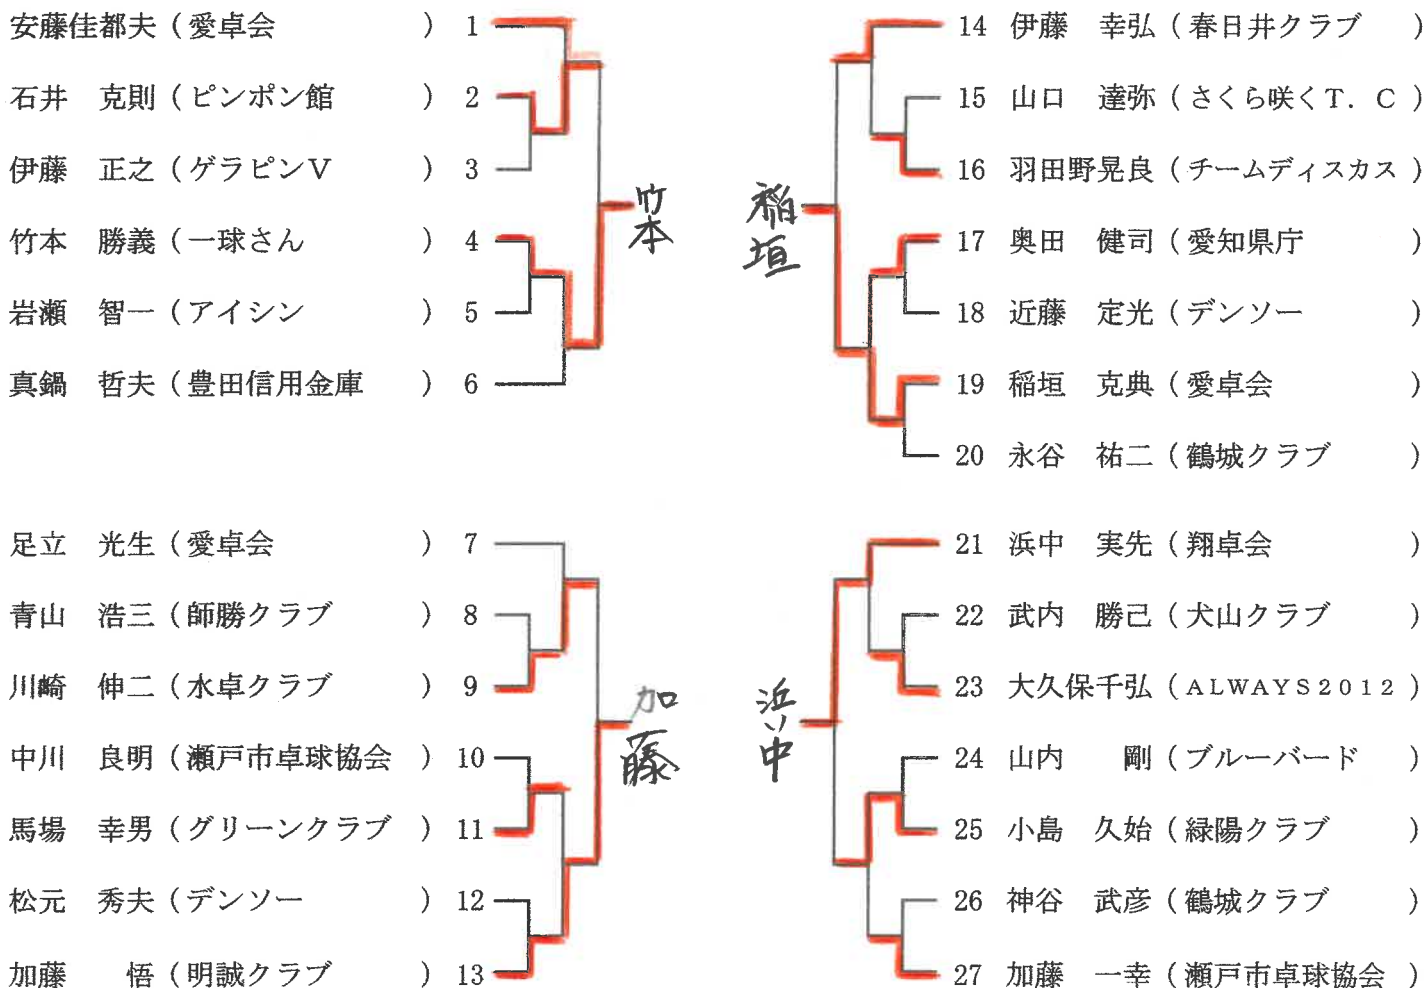 安藤佳都夫（愛卓会　　　　　）1
石井　克則（ピンポン館　　　）2
伊藤　正之（ゲラピンＶ　　　）3
竹本　勝義（一球さん　　　　）4
岩瀬　智一（アイシン　　　　）5
真鍋　哲夫（豊田信用金庫　　）6
竹本
足立　光生（愛卓会　　　　　）7
青山　浩三（師勝クラブ　　　）8
川崎　伸二（水卓クラブ　　　）9
中川　良明（瀬戸市卓球協会　）10
馬場　幸男（グリーンクラブ　）11
松元　秀夫（デンソー　　　　）12
加藤　　悟（明誠クラブ　　　）13
加藤
14 伊藤　幸弘（春日井クラブ　　）
15 山口　達弥（さくら咲くＴ．Ｃ）
16 羽田野晃良（チームディスカス）
17 奥田　健司（愛知県庁　　　　）
18 近藤　定光（デンソー　　　　）
19 稲垣　克典（愛卓会　　　　　）
20 永谷　祐二（鶴城クラブ　　　）
稲垣
21 浜中　実先（翔卓会　　　　　）
22 武内　勝己（犬山クラブ　　　）
23 大久保千弘（ＡＬＷＡＹＳ２０１２）
24 山内　　剛（ブルーバード　　）
25 小島　久始（緑陽クラブ　　　）
26 神谷　武彦（鶴城クラブ　　　）
27 加藤　一幸（瀬戸市卓球協会　）
浜中